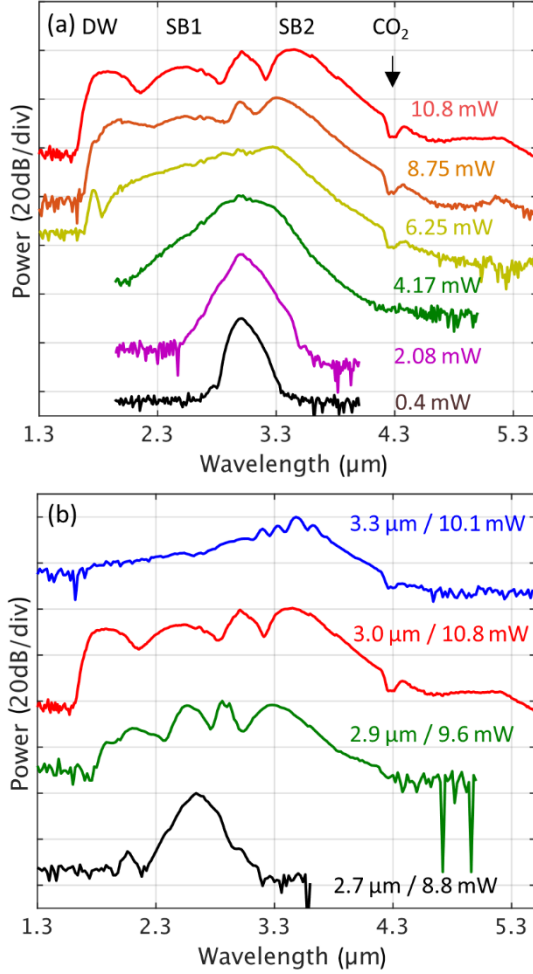 (a) DW SB1 SB2 CO₂
10.8 mW
8.75 mW
6.25 mW
4.17 mW
2.08 mW
0.4 mW
Power (20dB/div)
1.3 2.3 3.3 4.3 5.3
Wavelength (µm)
(b)
3.3 µm / 10.1 mW
3.0 µm / 10.8 mW
2.9 µm / 9.6 mW
2.7 µm / 8.8 mW
Power (20dB/div)
1.3 2.3 3.3 4.3 5.3
Wavelength (µm)